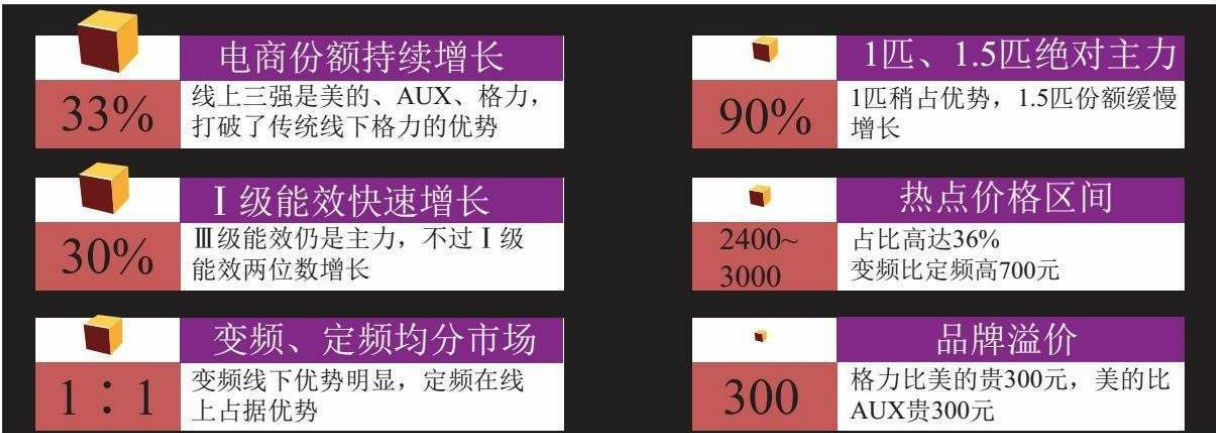 电商份额持续增长
33%
线上三强是美的、AUX、格力，
打破了传统线下格力的优势
Ⅰ级能效快速增长
30%
Ⅲ级能效仍是主力，不过Ⅰ级
能效两位数增长
变频、定频均分市场
1：1
变频线下优势明显，定频在线
上占据优势
1匹、1.5匹绝对主力
90%
1匹稍占优势，1.5匹份额缓慢
增长
热点价格区间
2400~
3000
占比高达36%
变频比定频高700元
品牌溢价
300
格力比美的贵300元，美的比
AUX贵300元